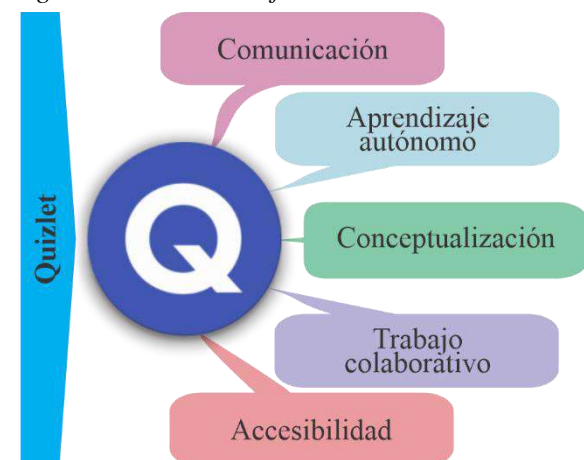 Quizlet
Comunicación
Aprendizaje
autónomo
Conceptualización
Trabajo
colaborativo
Accesibilidad
Q